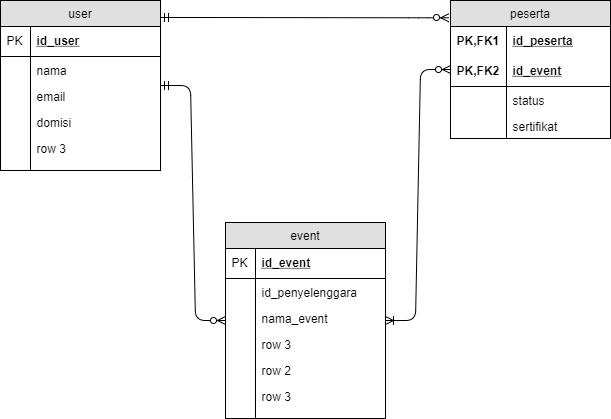 user
PK id_user
nama
email
domisi
row 3
peserta
PK,FK1 id_peserta
PK,FK2 id_event
status
sertifikat
event
PK id_event
id_penyelenggara
nama_event
row 3
row 2
row 3